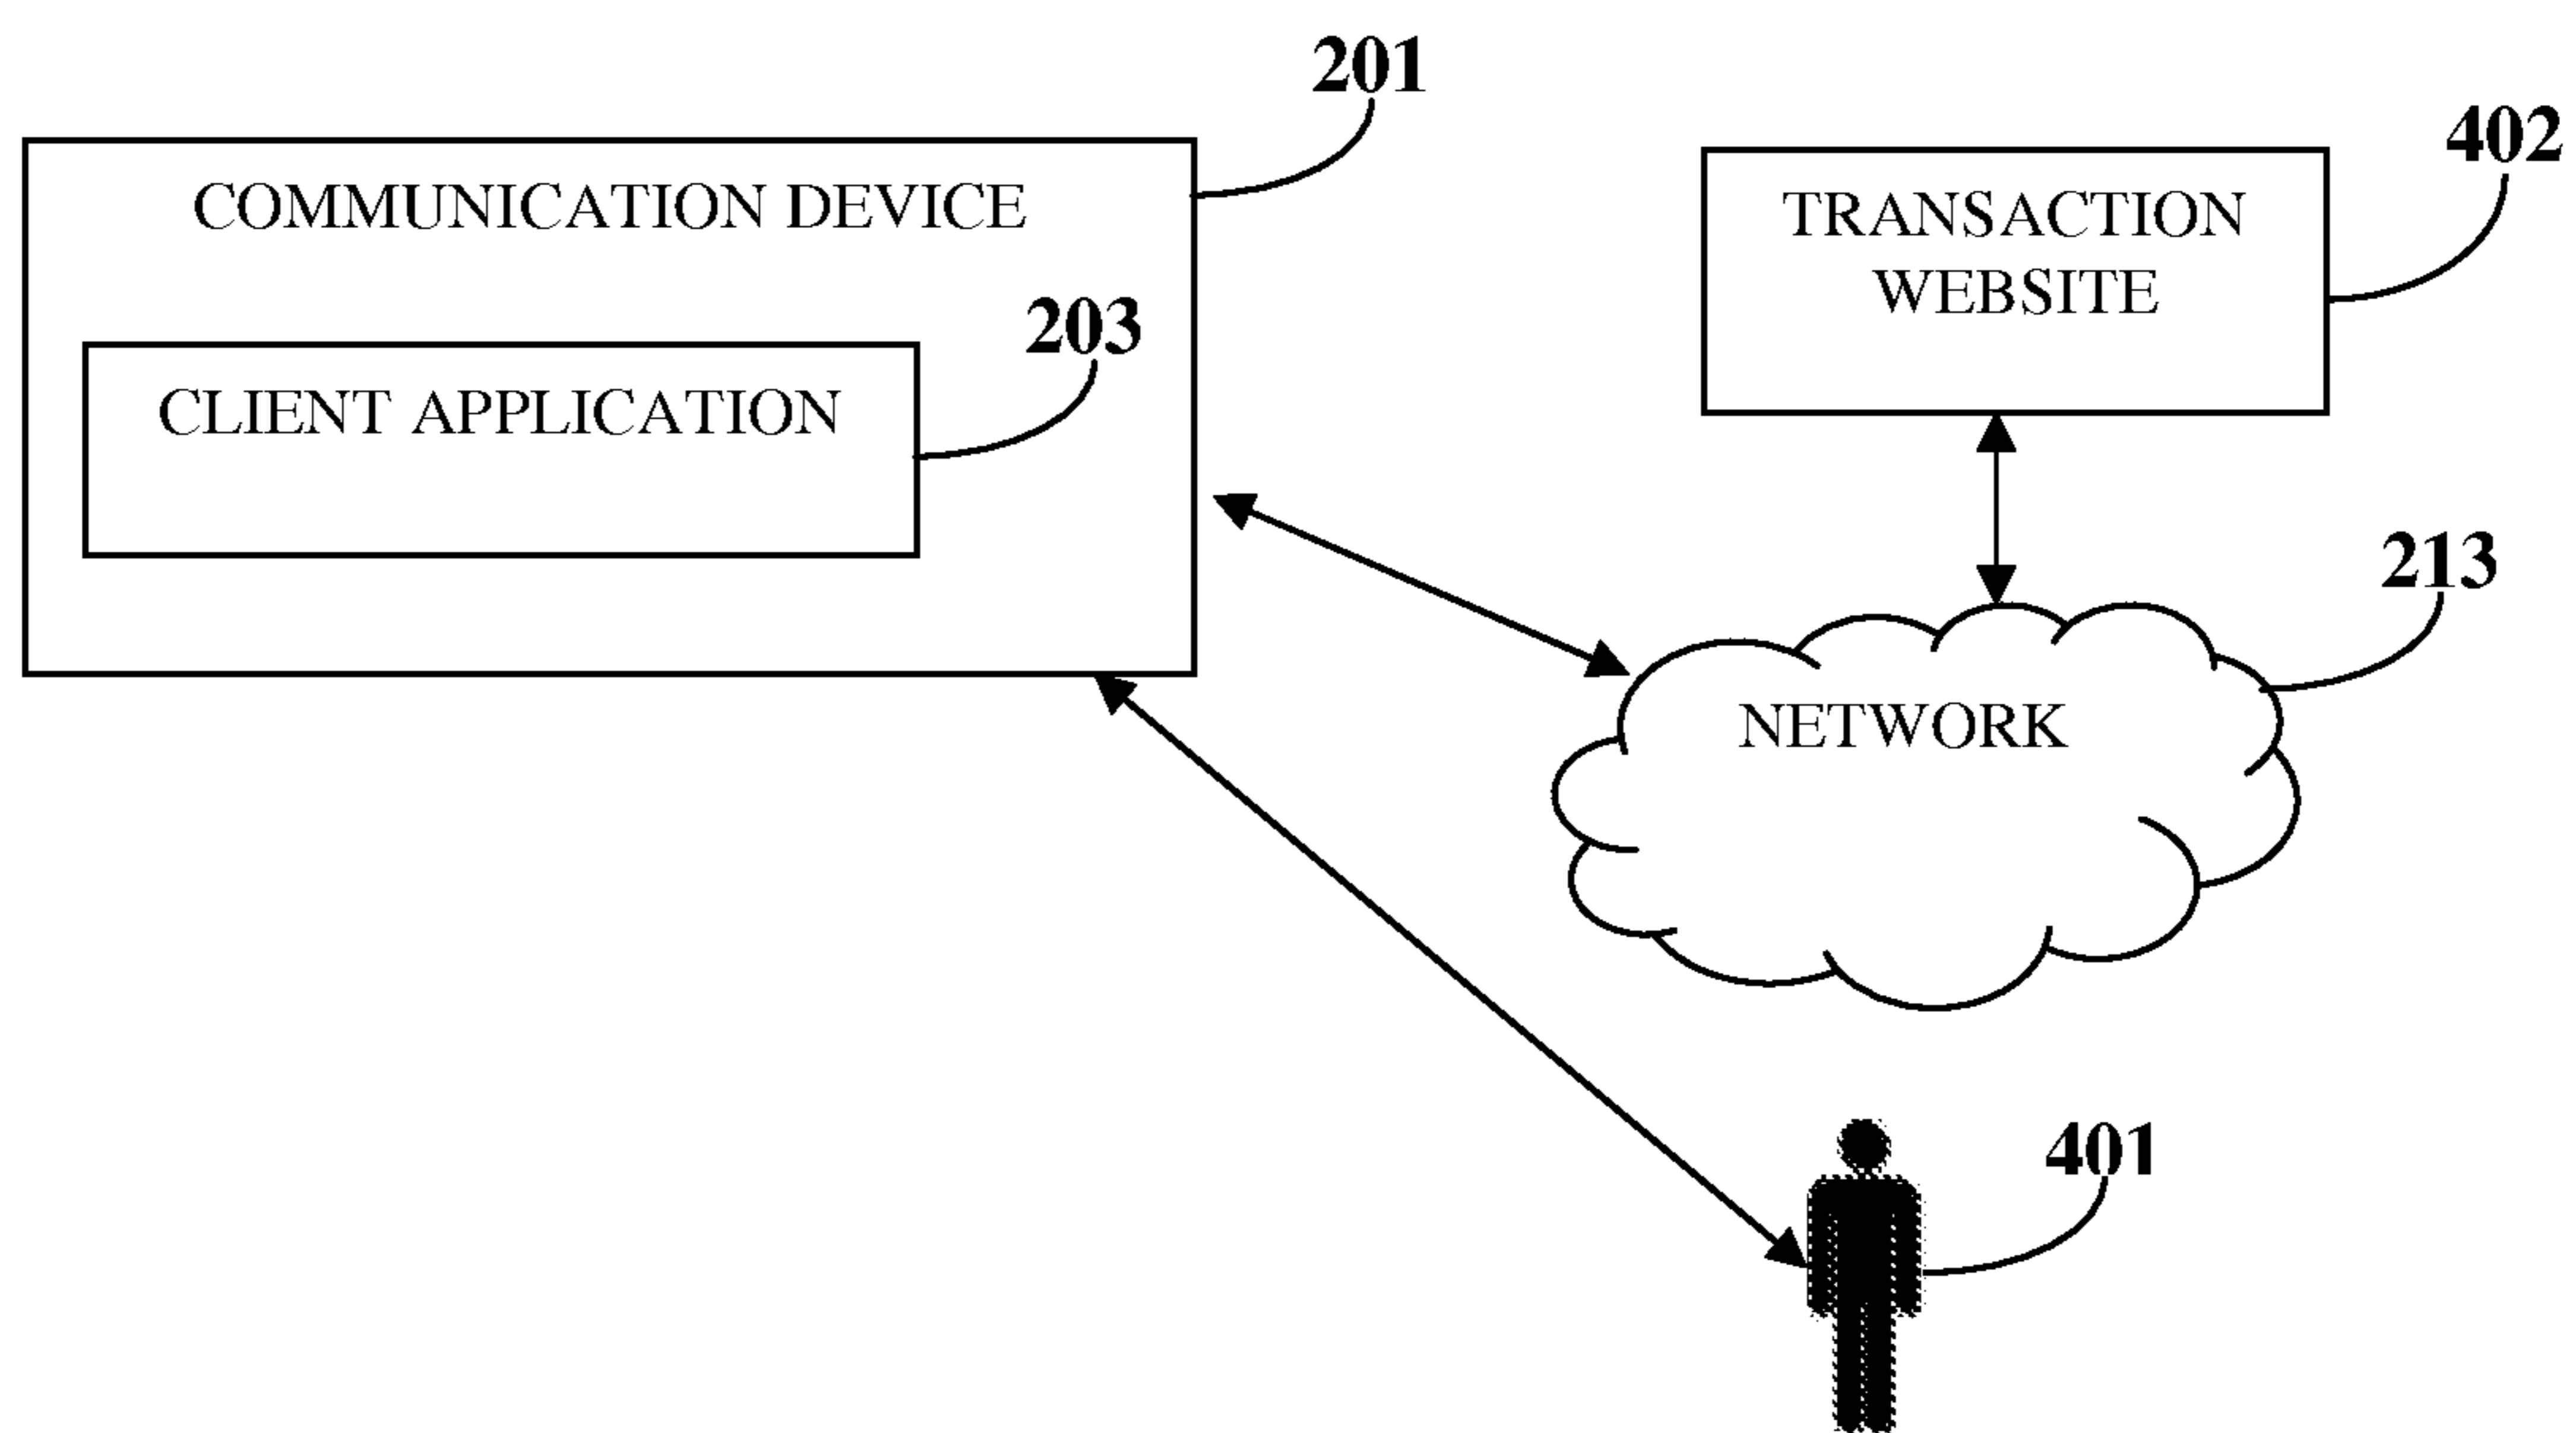 201
402
COMMUNICATION DEVICE
TRANSACTION
WEBSITE
203
CLIENT APPLICATION
213
NETWORK
401